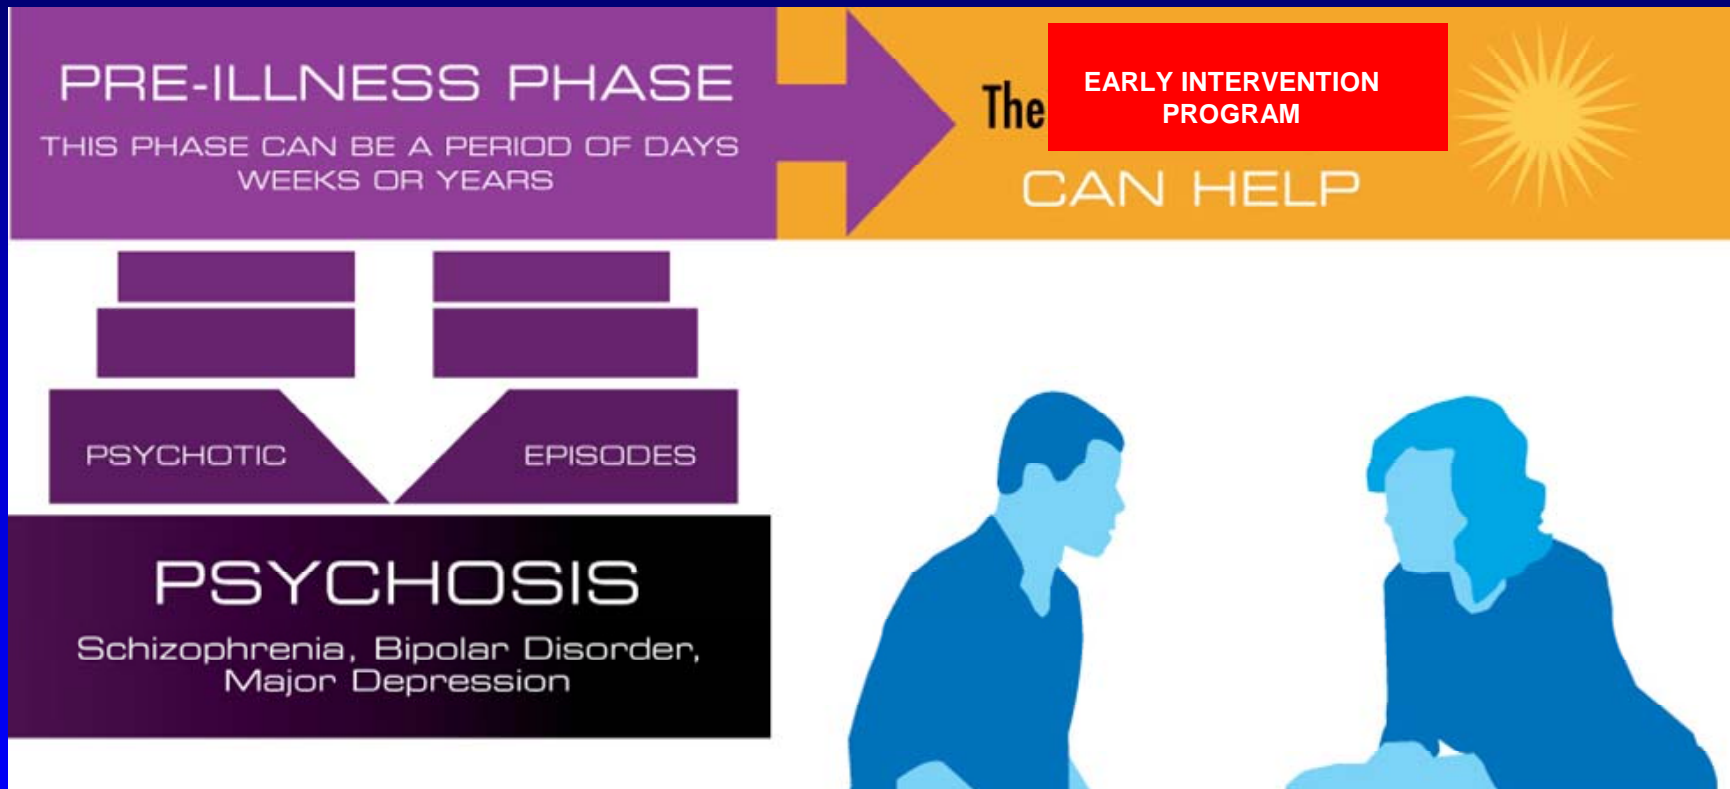 PRE-ILLNESS PHASE
THIS PHASE CAN BE A PERIOD OF DAYS
WEEKS OR YEARS
The EARLY INTERVENTION
PROGRAM
CAN HELP
PSYCHOTIC EPISODES
PSYCHOSIS
Schizophrenia, Bipolar Disorder,
Major Depression